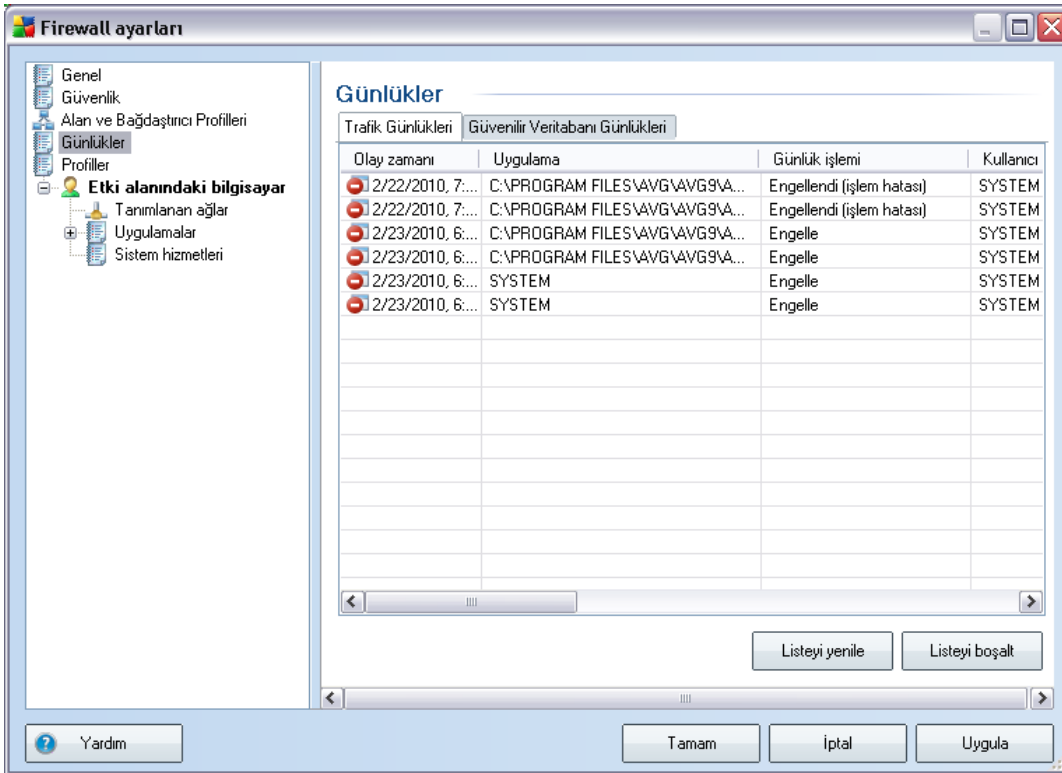 Firewall ayarları
Genel
Güvenlik
Alan ve Bağdaştırıcı Profilleri
Günlükler
Profiller
Etki alanındaki bilgisayar
Tanımlanan ağlar
Uygulamalar
Sistem hizmetleri
Günlükler
Trafik Günlükleri Güvenilir Veritabanı Günlükleri
Olay zamanı Uygulama Günlük işlemi Kullanıcı
2/22/2010, 7:... C:\PROGRAM FILES\AVG\AVG9\A... Engellendi (işlem hatası) SYSTEM
2/22/2010, 7:... C:\PROGRAM FILES\AVG\AVG9\A... Engellendi (işlem hatası) SYSTEM
2/23/2010, 6:... C:\PROGRAM FILES\AVG\AVG9\A... Engelle SYSTEM
2/23/2010, 6:... C:\PROGRAM FILES\AVG\AVG9\A... Engelle SYSTEM
2/23/2010, 6:... SYSTEM Engelle SYSTEM
2/23/2010, 6:... SYSTEM Engelle SYSTEM
Listeyi yenile Listeyi boşalt
Yardım Tamam İptal Uygula